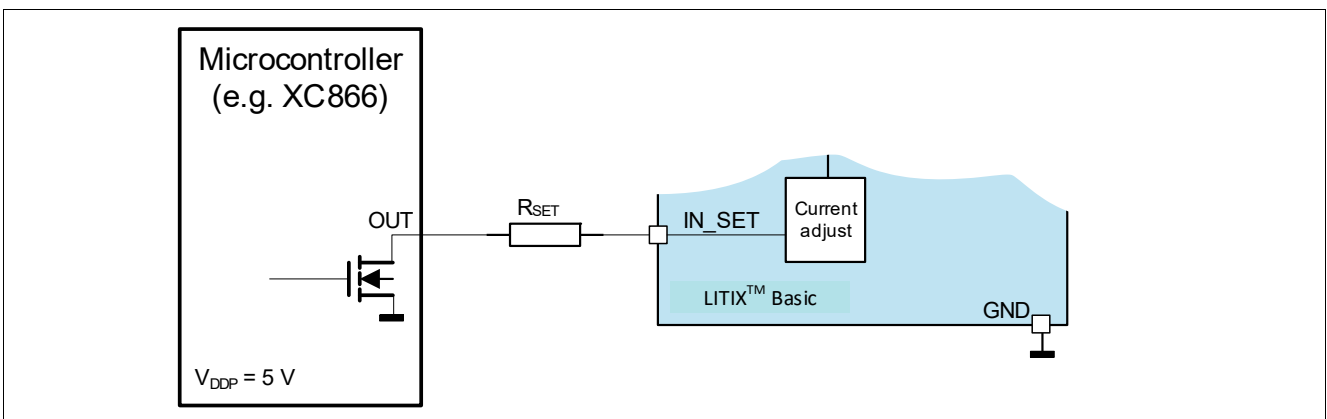 Microcontroller
(e.g. XC866)
OUT
RSET
IN_SET
Current
adjust
LITIX™ Basic
GND
VDDP = 5 V